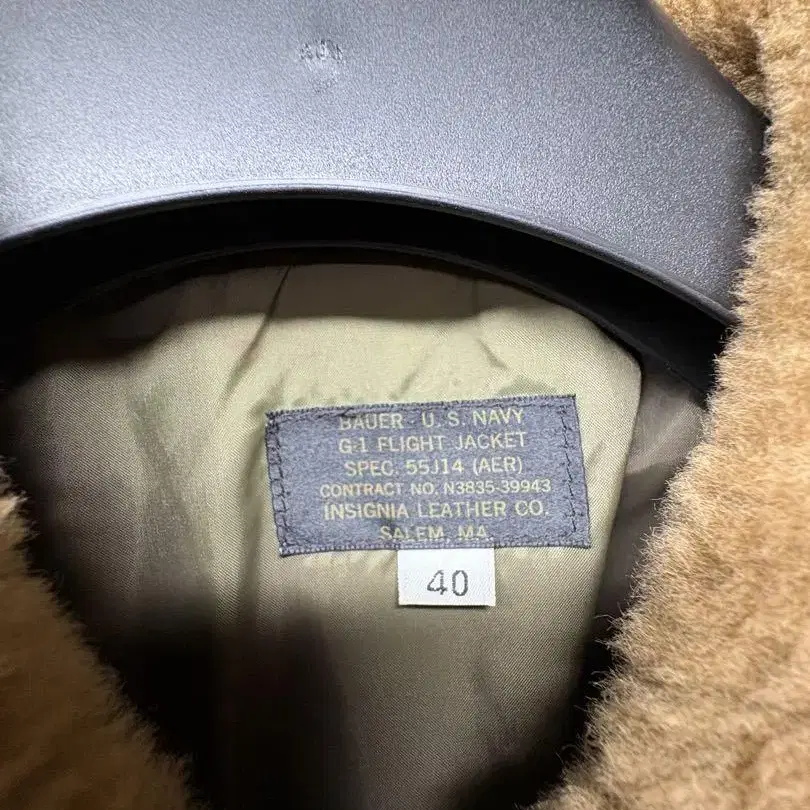 BAUER - U.S. NAVY
G-1 FLIGHT JACKET
SPEC. 55J14 (AER)
CONTRACT NO. N3835-39943
INSIGNIA LEATHER CO.
SALEM, MA.
40